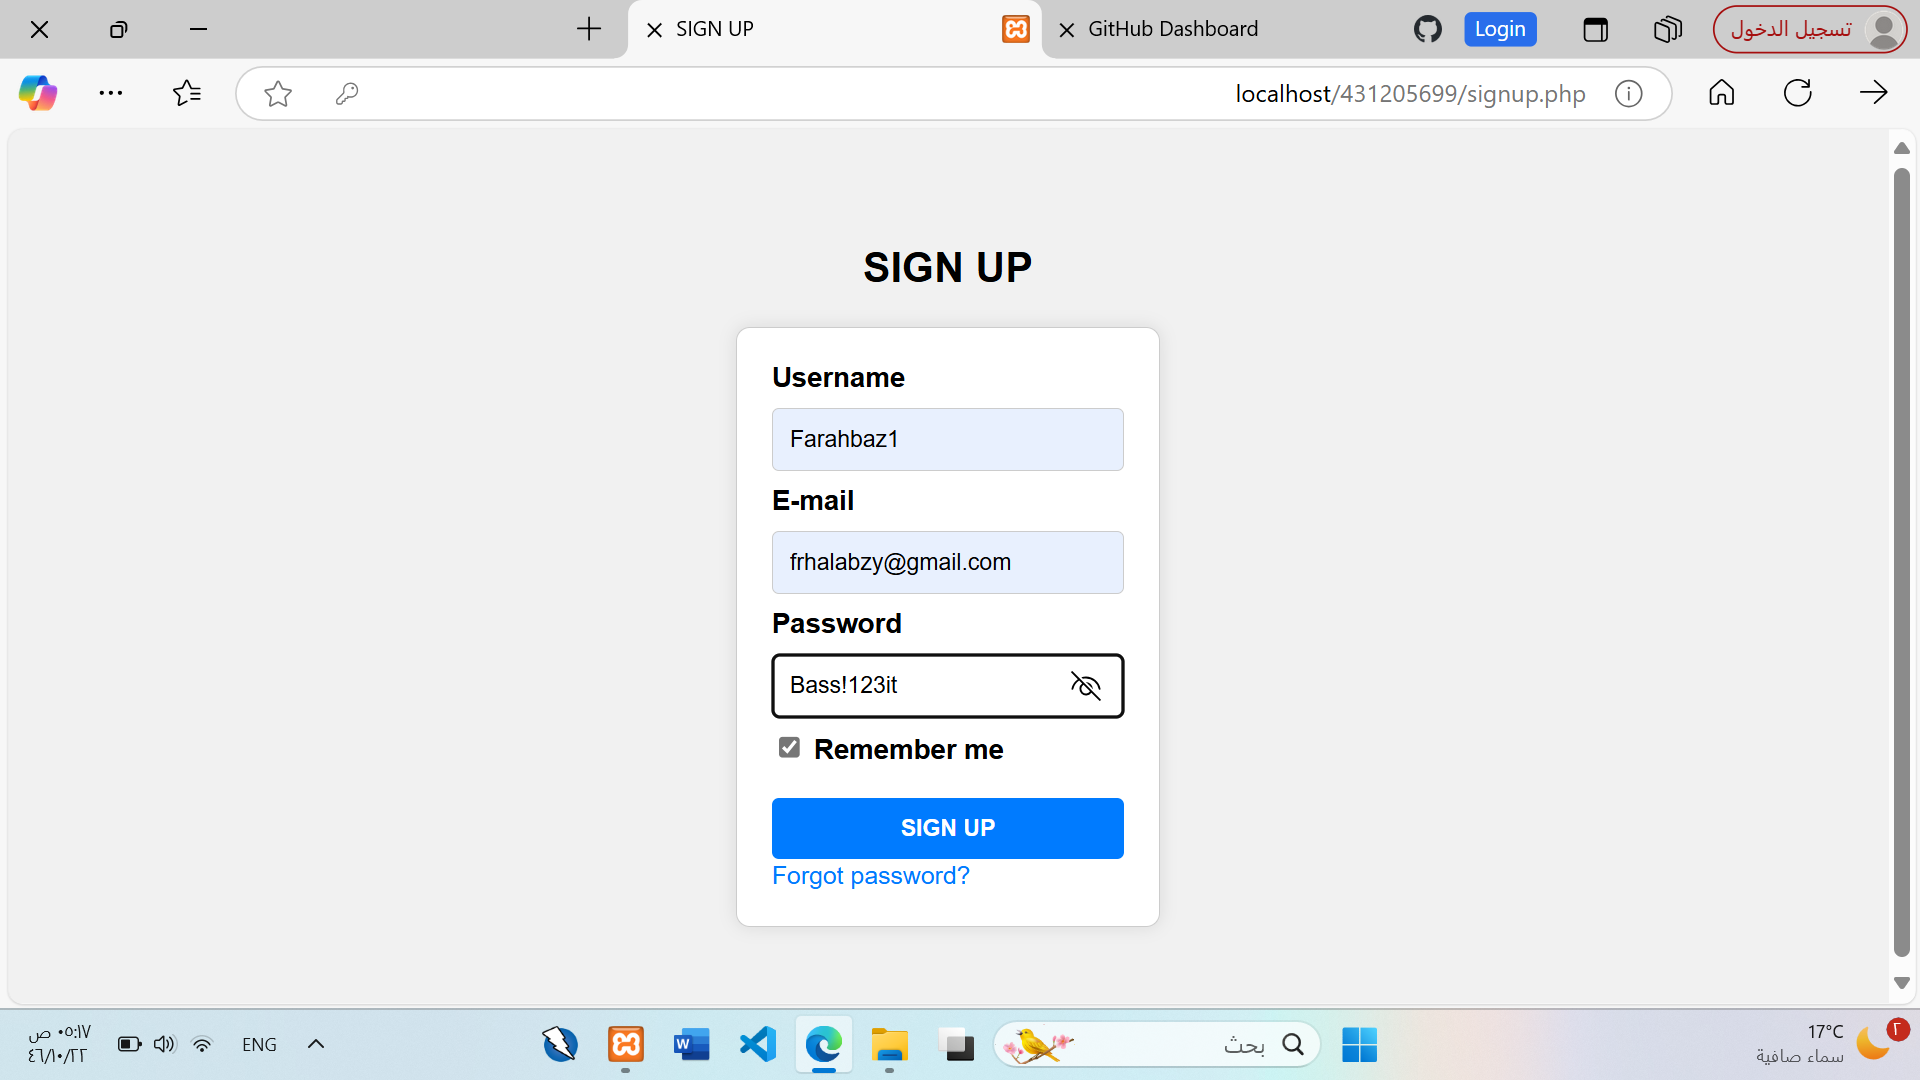 SIGN UP
GitHub Dashboard
Login
تسجيل الدخول
localhost/431205699/signup.php
SIGN UP
Username
Farahbaz1
E-mail
frhalabzy@gmail.com
Password
Bass!123it
Remember me
SIGN UP
Forgot password?
٠٥:١٧ ص
٤٦/١٠/٢٢
ENG
بحث
17°C
سماء صافية
٢